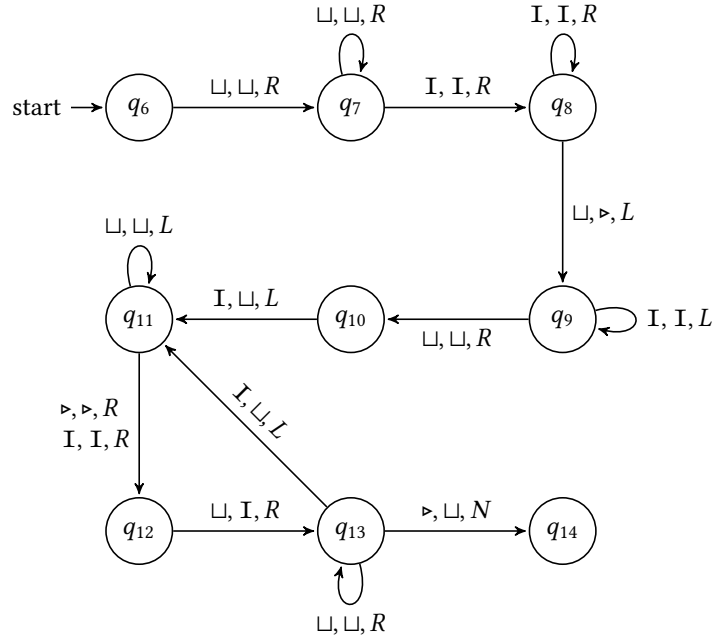 ⊔, ⊔, R
I, I, R
start
q6
⊔, ⊔, R
q7
I, I, R
q8
⊔, ▹, L
⊔, ⊔, L
q11
I, ⊔, L
q10
⊔, ⊔, R
q9
I, I, L
▹, ▹, R
I, I, R
I, ⊔, L
q12
⊔, I, R
q13
▹, ⊔, N
q14
⊔, ⊔, R